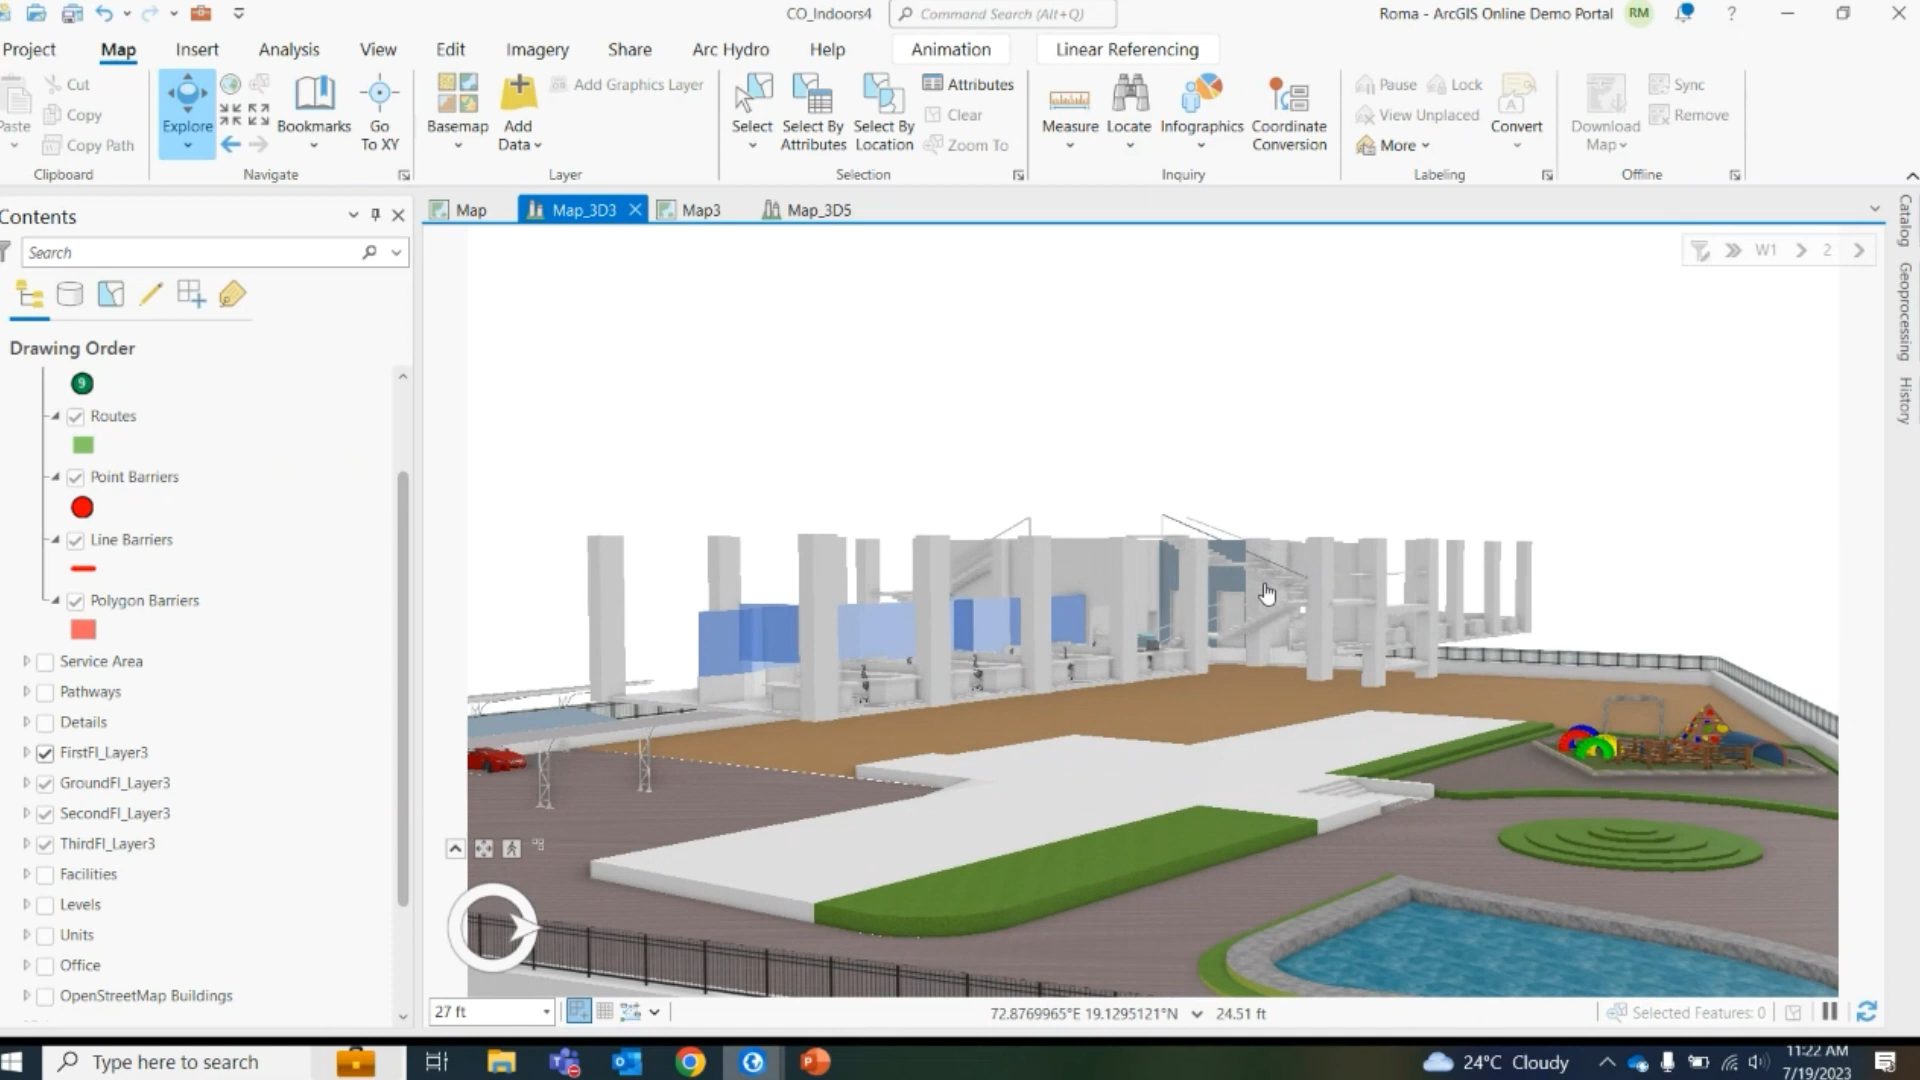 CO_Indoors4
Command Search (Alt+Q)
Roma - ArcGIS Online Demo Portal
RM
?
Project
Map
Insert
Analysis
View
Edit
Imagery
Share
Arc Hydro
Help
Animation
Linear Referencing
Paste
Cut
Copy
Copy Path
Clipboard
Explore
Bookmarks
Go
To XY
Navigate
Basemap
Add
Data
Add Graphics Layer
Layer
Select
Select By
Attributes
Select By
Location
Attributes
Clear
Zoom To
Selection
Measure
Locate
Infographics
Coordinate
Conversion
Inquiry
Pause
Lock
View Unplaced
More
Convert
Labeling
Download
Map
Sync
Remove
Offline
Contents
Search
Drawing Order
9
Routes
Point Barriers
Line Barriers
Polygon Barriers
Service Area
Pathways
Details
FirstFl_Layer3
GroundFl_Layer3
SecondFl_Layer3
ThirdFl_Layer3
Facilities
Levels
Units
Office
OpenStreetMap Buildings
Map
Map_3D3
Map3
Map_3D5
W1
2
Catalog
Geoprocessing
History
27 ft
72.8769965°E 19.1295121°N
24.51 ft
Selected Features: 0
Type here to search
24°C Cloudy
11:22 AM
7/19/2023